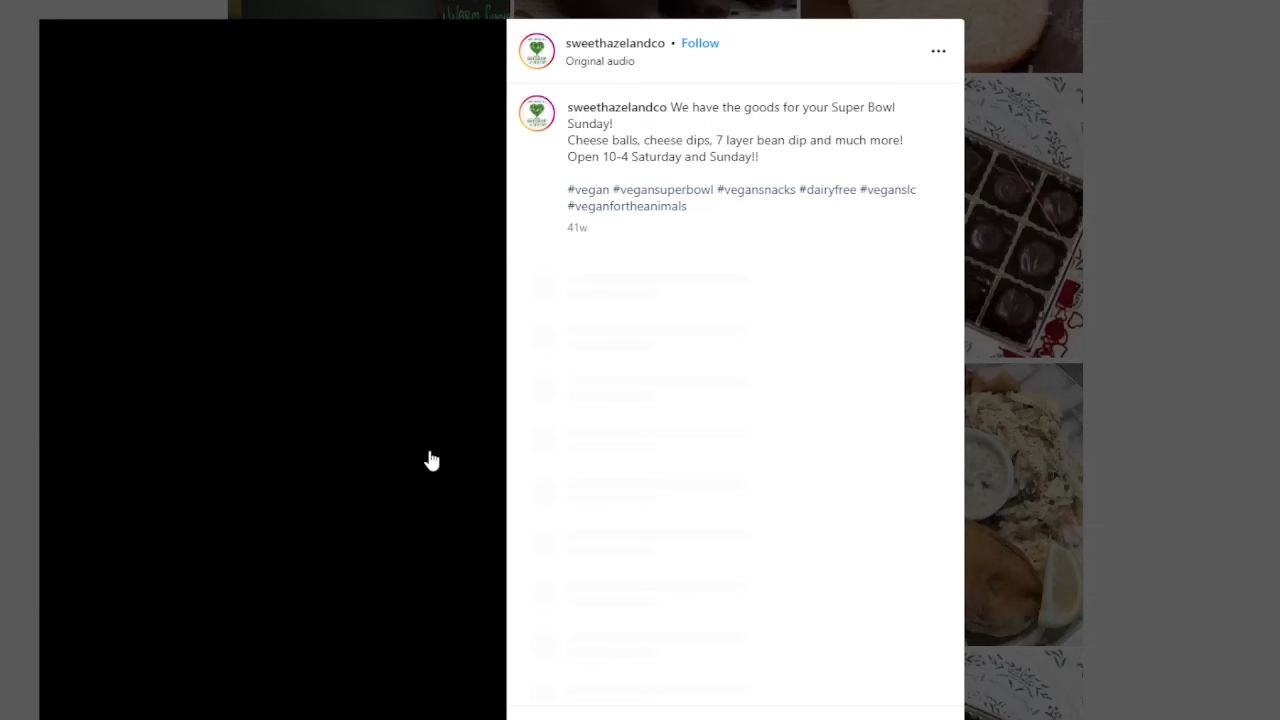 sweethazelandco • Follow
Original audio
sweethazelandco We have the goods for your Super Bowl
Sunday!
Cheese balls, cheese dips, 7 layer bean dip and much more!
Open 10-4 Saturday and Sunday!!
#vegan #vegansuperbowl #vegansnacks #dairyfree #veganslc
#veganfortheanimals
41w